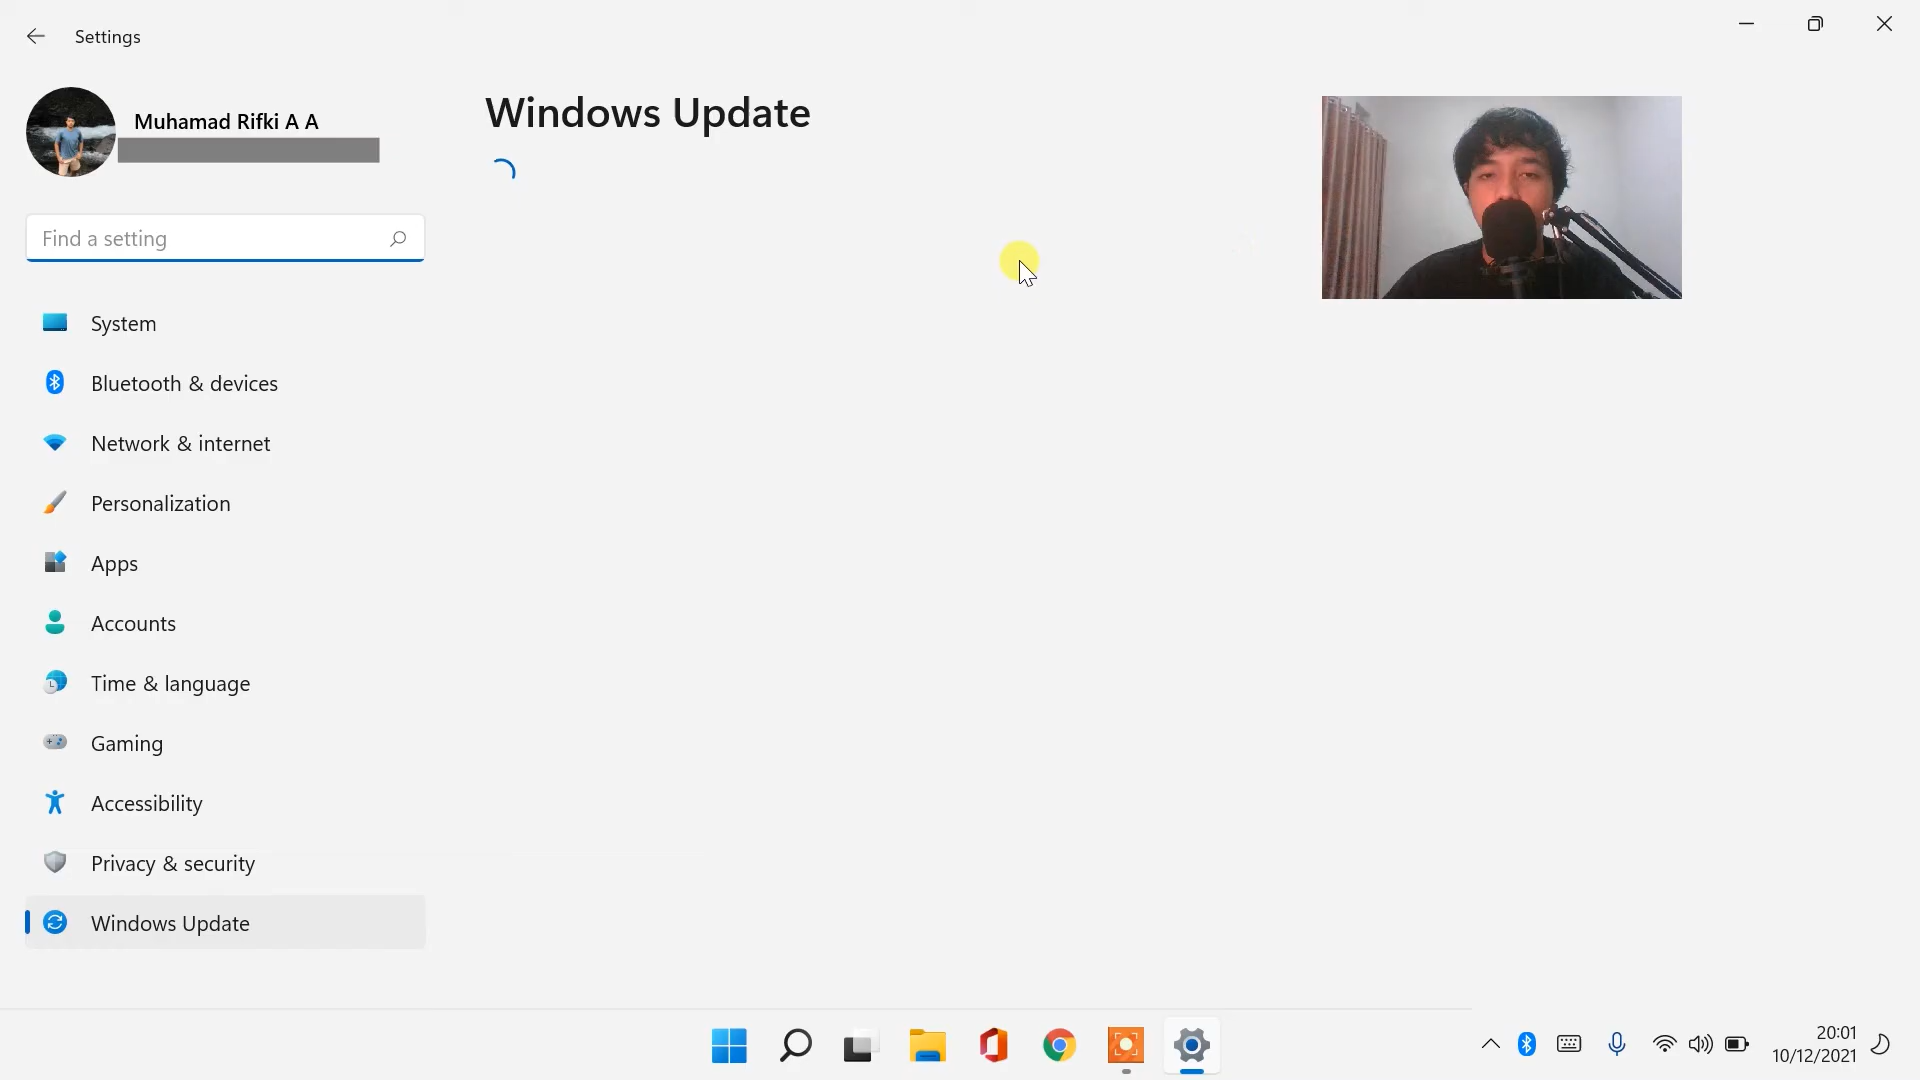 Settings
Muhamad Rifki A A
Find a setting
System
Bluetooth & devices
Network & internet
Personalization
Apps
Accounts
Time & language
Gaming
Accessibility
Privacy & security
Windows Update
Windows Update
20:01
10/12/2021